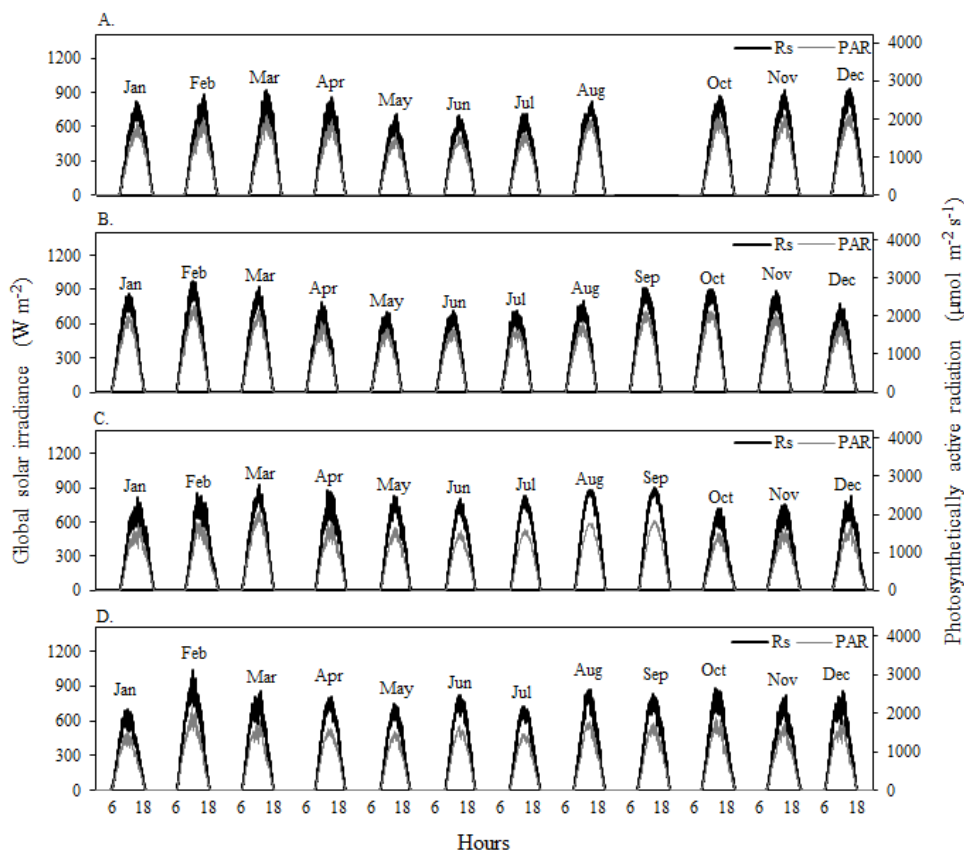 A.
Rs PAR
1200
900
600
300
0
Jan Feb Mar Apr May Jun Jul Aug Oct Nov Dec
4000
3000
2000
1000
0
B.
Rs PAR
1200
900
600
300
0
Jan Feb Mar Apr May Jun Jul Aug Sep Oct Nov Dec
4000
3000
2000
1000
0
C.
Rs PAR
1200
900
600
300
0
Jan Feb Mar Apr May Jun Jul Aug Sep Oct Nov Dec
4000
3000
2000
1000
0
D.
Rs PAR
1200
900
600
300
0
Jan Feb Mar Apr May Jun Jul Aug Sep Oct Nov Dec
4000
3000
2000
1000
0
6 18 6 18 6 18 6 18 6 18 6 18 6 18 6 18 6 18 6 18 6 18 6 18
Hours
Global solar irradiance (W m⁻²)
Photosynthetically active radiation (µmol m⁻² s⁻¹)